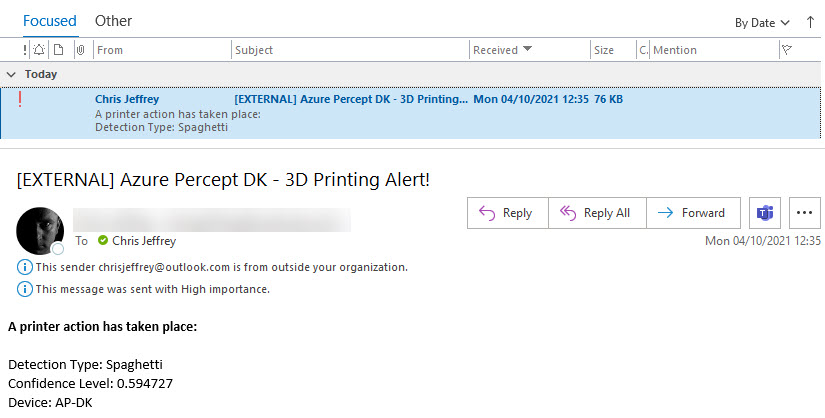 Focused Other By Date
! From Subject Received Size C. Mention
Today
! Chris Jeffrey [EXTERNAL] Azure Percept DK - 3D Printing... Mon 04/10/2021 12:35 76 KB
A printer action has taken place:
Detection Type: Spaghetti
[EXTERNAL] Azure Percept DK - 3D Printing Alert!
Reply Reply All Forward
To Chris Jeffrey Mon 04/10/2021 12:35
This sender chrisjeffrey@outlook.com is from outside your organization.
This message was sent with High importance.
A printer action has taken place:
Detection Type: Spaghetti
Confidence Level: 0.594727
Device: AP-DK